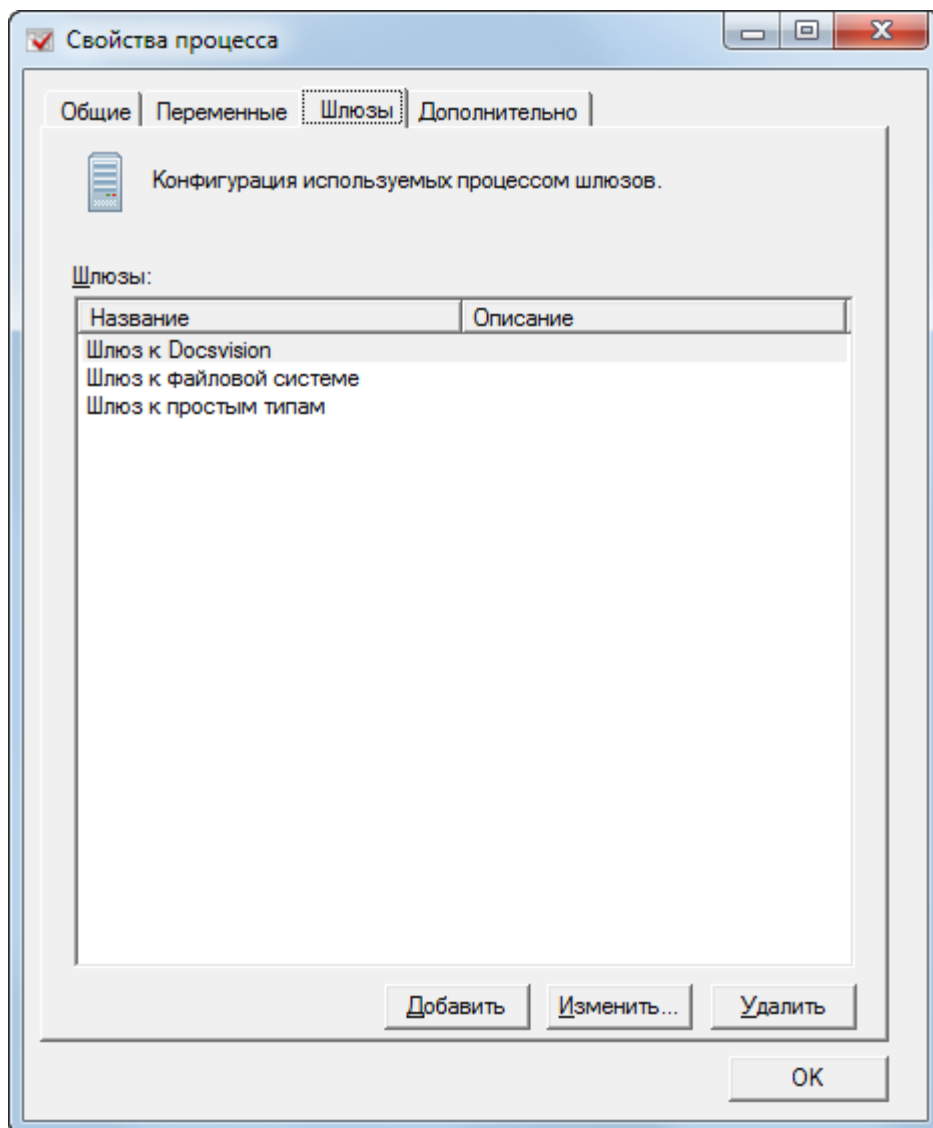 Свойства процесса
Общие Переменные Шлюзы Дополнительно
Конфигурация используемых процессом шлюзов.
Шлюзы:
Название Описание
Шлюз к Docsvision
Шлюз к файловой системе
Шлюз к простым типам
Добавить Изменить... Удалить
OK